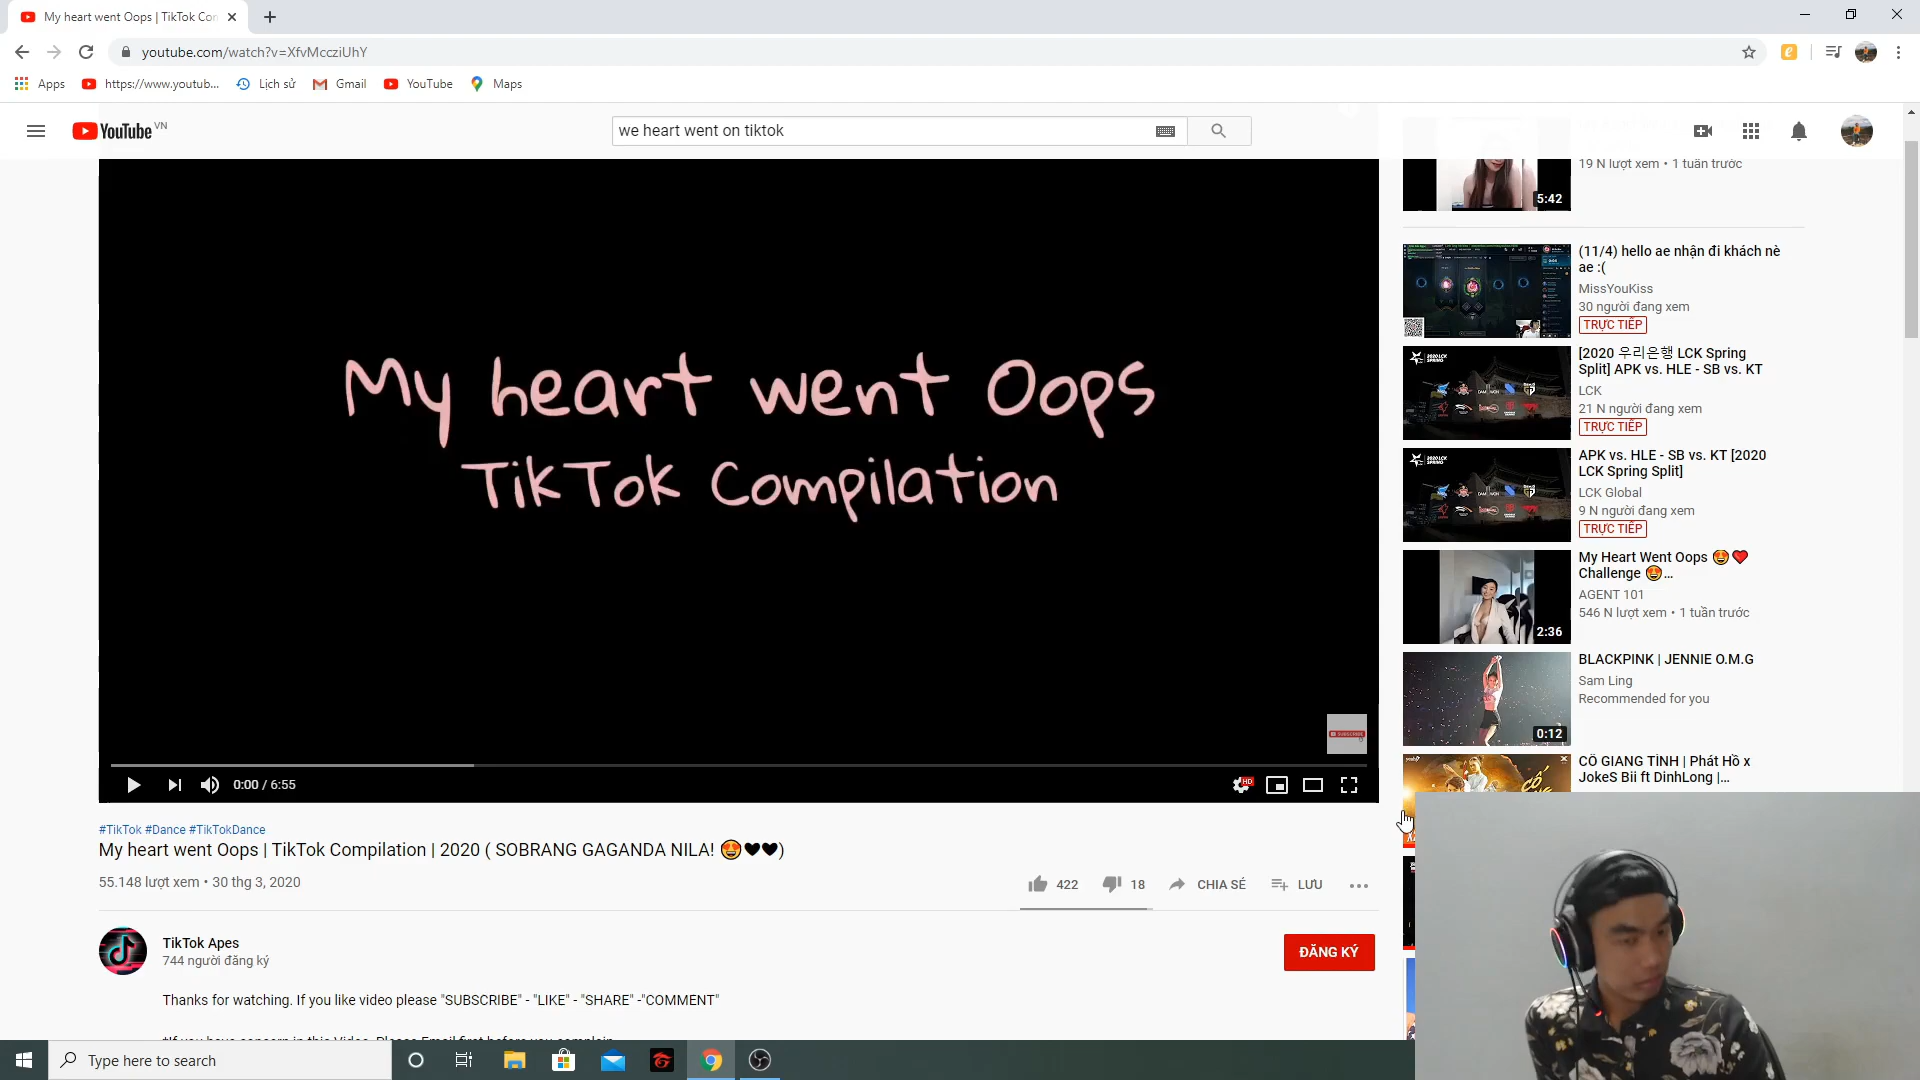 My heart went Oops | TikTok Con
youtube.com/watch?v=XfvMccziUhY
Apps
https://www.youtub...
Lịch sử
Gmail
YouTube
Maps
YouTube VN
we heart went on tiktok
My heart went Oops
TikTok Compilation
SUBSCRIBE
0:00 / 6:55
HD
#TikTok #Dance #TikTokDance
My heart went Oops | TikTok Compilation | 2020 ( SOBRANG GAGANDA NILA! 😍🖤🖤)
55.148 lượt xem • 30 thg 3, 2020
422
18
CHIA SẺ
LƯU
TikTok Apes
744 người đăng ký
ĐĂNG KÝ
Thanks for watching. If you like video please "SUBSCRIBE" - "LIKE" - "SHARE" -"COMMENT"
19 N lượt xem • 1 tuần trước
5:42
(11/4) hello ae nhận đi khách nè
ae :(
MissYouKiss
30 người đang xem
TRỰC TIẾP
[2020 우리은행 LCK Spring
Split] APK vs. HLE - SB vs. KT
LCK
21 N người đang xem
TRỰC TIẾP
APK vs. HLE - SB vs. KT [2020
LCK Spring Split]
LCK Global
9 N người đang xem
TRỰC TIẾP
My Heart Went Oops 😍❤️
Challenge 😍...
AGENT 101
546 N lượt xem • 1 tuần trước
2:36
BLACKPINK | JENNIE O.M.G
Sam Ling
Recommended for you
0:12
CÔ GIANG TÌNH | Phát Hồ x
JokeS Bii ft DinhLong |...
Type here to search